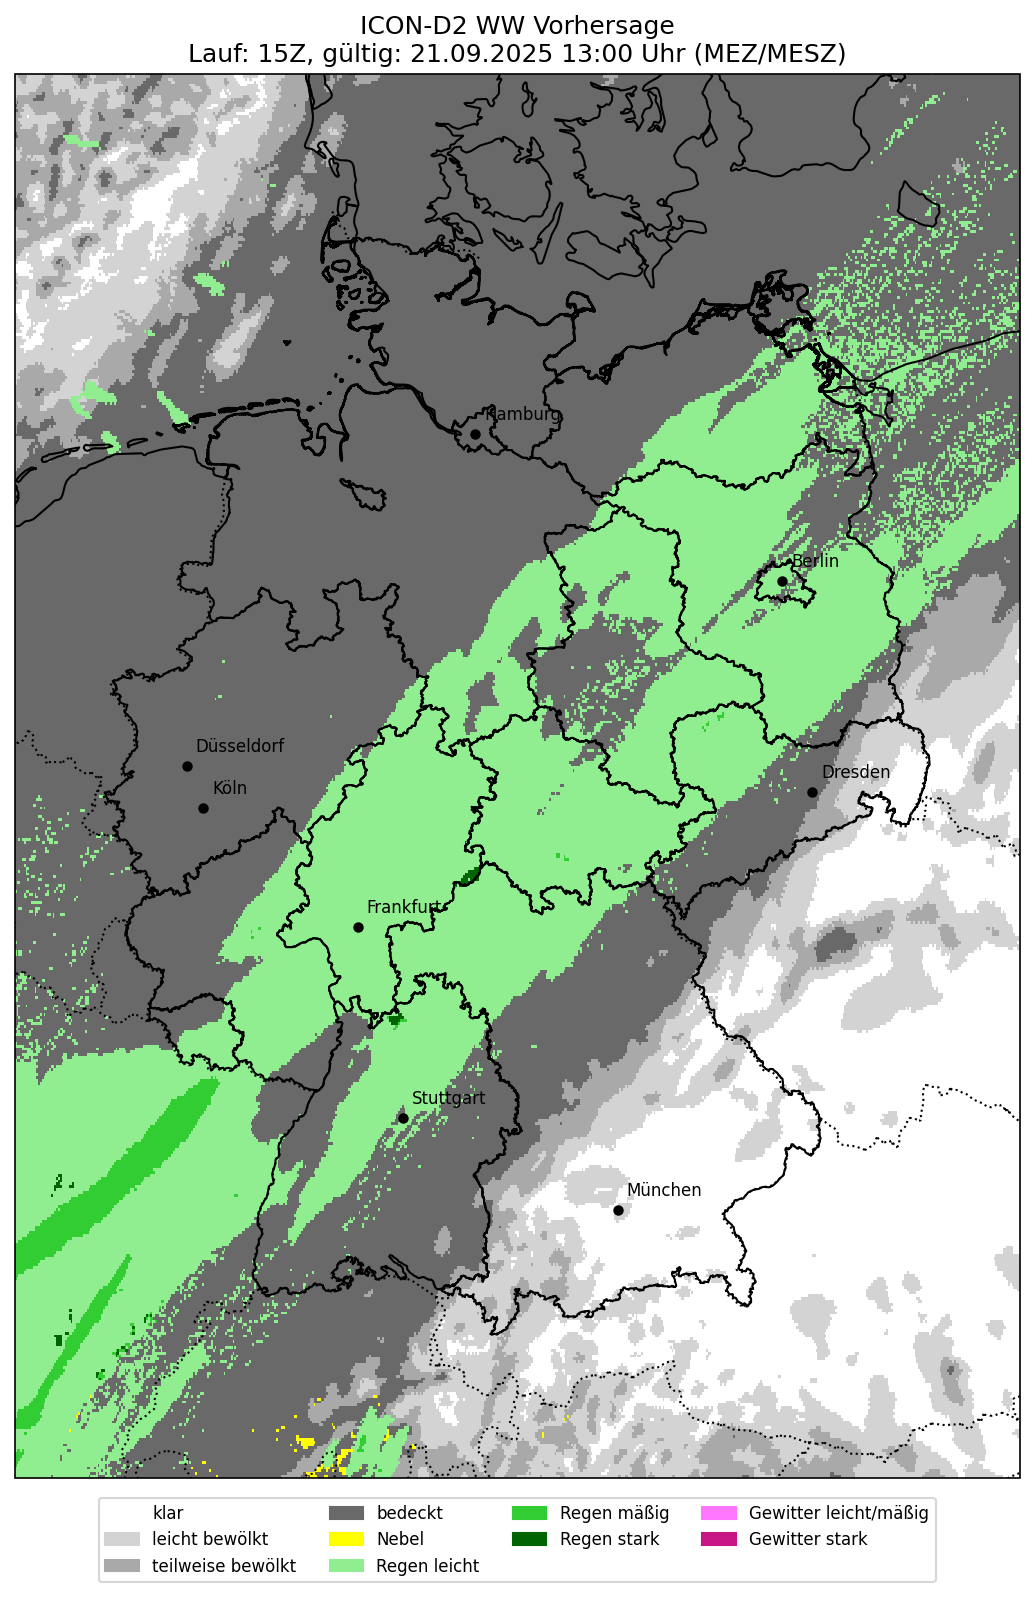 ICON-D2 WW Vorhersage
Lauf: 15Z, gültig: 21.09.2025 13:00 Uhr (MEZ/MESZ)
Hamburg
Berlin
Düsseldorf
Dresden
Köln
Frankfurt
Stuttgart
München
klar
leicht bewölkt
teilweise bewölkt
bedeckt
Nebel
Regen leicht
Regen mäßig
Regen stark
Gewitter leicht/mäßig
Gewitter stark